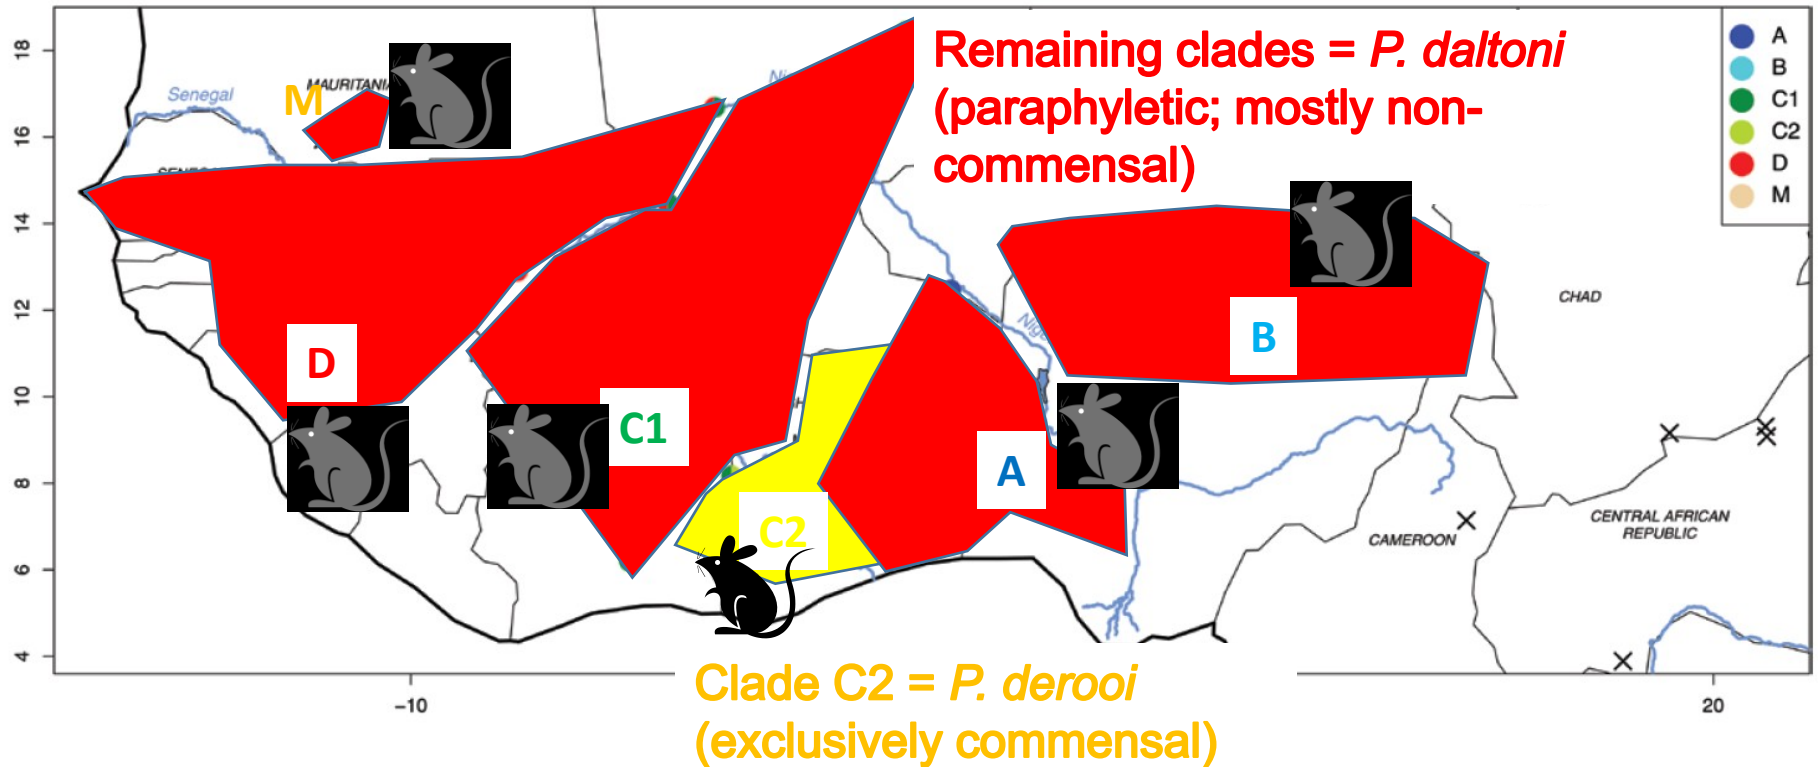 Remaining clades = P. daltoni
(paraphyletic; mostly non-
commensal)
A
B
C1
C2
D
M
18
16
14
12
10
8
6
4
Senegal
MAURITANIA
M
D
C1
C2
A
B
CHAD
CENTRAL AFRICAN
REPUBLIC
CAMEROON
-10
20
Clade C2 = P. derooi
(exclusively commensal)